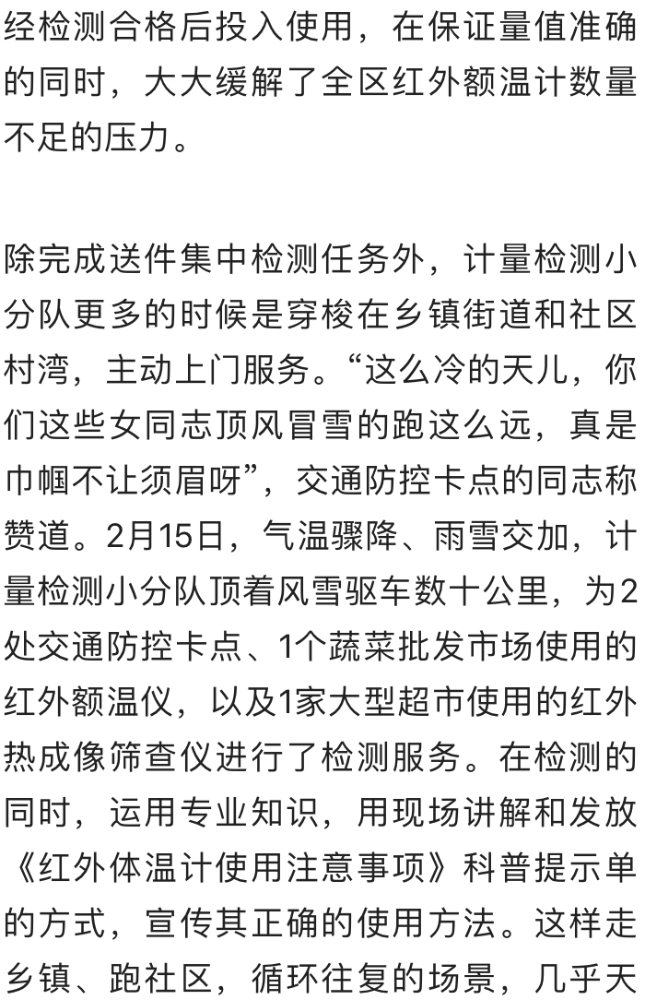 经检测合格后投入使用，在保证量值准确
的同时，大大缓解了全区红外额温计数量
不足的压力。
除完成送件集中检测任务外，计量检测小
分队更多的时候是穿梭在乡镇街道和社区
村湾，主动上门服务。“这么冷的天儿，你
们这些女同志顶风冒雪的跑这么远，真是
巾帼不让须眉呀”，交通防控卡点的同志称
赞道。2月15日，气温骤降、雨雪交加，计
量检测小分队顶着风雪驱车数十公里，为2
处交通防控卡点、1个蔬菜批发市场使用的
红外额温仪，以及1家大型超市使用的红外
热成像筛查仪进行了检测服务。在检测的
同时，运用专业知识，用现场讲解和发放
《红外体温计使用注意事项》科普提示单
的方式，宣传其正确的使用方法。这样走
乡镇、跑社区，循环往复的场景，几乎天